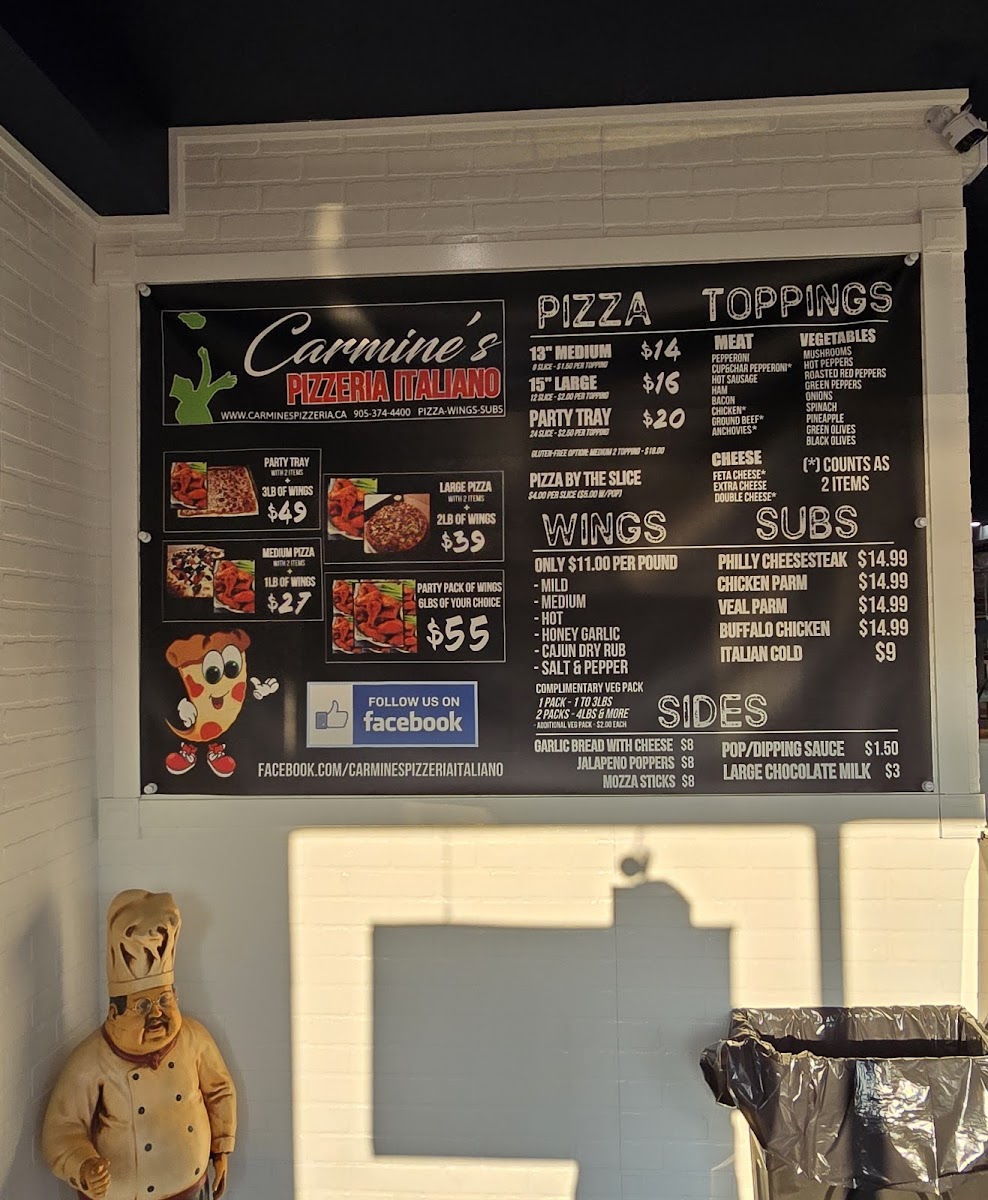 Carmine's
PIZZERIA ITALIANO
WWW.CARMINESPIZZERIA.CA 905-374-4400 PIZZA-WINGS-SUBS
PARTY TRAY
WITH 2 ITEMS
+
3LB OF WINGS
$49
LARGE PIZZA
WITH 2 ITEMS
+
2LB OF WINGS
$39
MEDIUM PIZZA
WITH 2 ITEMS
+
1LB OF WINGS
$27
PARTY PACK OF WINGS
6LBS OF YOUR CHOICE
$55
FOLLOW US ON
facebook
FACEBOOK.COM/CARMINESPIZZERIAITALIANO
PIZZA
13" MEDIUM $14
8 SLICE - $1.50 PER TOPPING
15" LARGE $16
12 SLICE - $2.00 PER TOPPING
PARTY TRAY $20
24 SLICE - $2.50 PER TOPPING
GLUTEN-FREE OPTION: MEDIUM 2 TOPPING - $18.00
PIZZA BY THE SLICE
$4.00 PER SLICE ($5.00 W/POP)
TOPPINGS
MEAT
PEPPERONI
CUP&CHAR PEPPERONI*
HOT SAUSAGE
HAM
BACON
CHICKEN*
GROUND BEEF*
ANCHOVIES*
CHEESE
FETA CHEESE*
EXTRA CHEESE
DOUBLE CHEESE*
VEGETABLES
MUSHROOMS
HOT PEPPERS
ROASTED RED PEPPERS
GREEN PEPPERS
ONIONS
SPINACH
PINEAPPLE
GREEN OLIVES
BLACK OLIVES
(*) COUNTS AS
2 ITEMS
WINGS
ONLY $11.00 PER POUND
- MILD
- MEDIUM
- HOT
- HONEY GARLIC
- CAJUN DRY RUB
- SALT & PEPPER
COMPLIMENTARY VEG PACK
1 PACK - 1 TO 3LBS
2 PACKS - 4LBS & MORE
- ADDITIONAL VEG PACK - $2.00 EACH
SUBS
PHILLY CHEESESTEAK $14.99
CHICKEN PARM $14.99
VEAL PARM $14.99
BUFFALO CHICKEN $14.99
ITALIAN COLD $9
SIDES
GARLIC BREAD WITH CHEESE $8
JALAPENO POPPERS $8
MOZZA STICKS $8
POP/DIPPING SAUCE $1.50
LARGE CHOCOLATE MILK $3